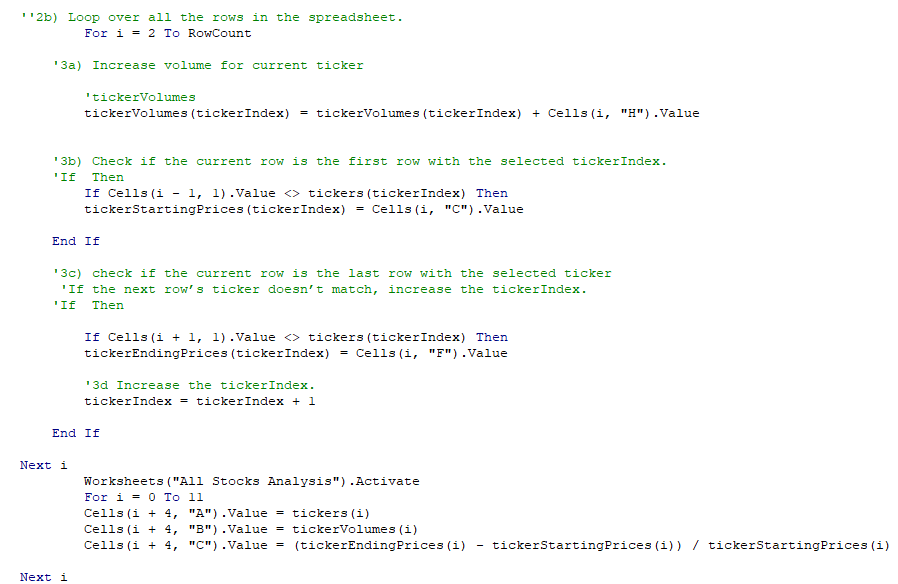 ''2b) Loop over all the rows in the spreadsheet.
For i = 2 To RowCount
'3a) Increase volume for current ticker
'tickerVolumes
tickerVolumes(tickerIndex) = tickerVolumes(tickerIndex) + Cells(i, "H").Value
'3b) Check if the current row is the first row with the selected tickerIndex.
'If  Then
If Cells(i - 1, 1).Value <> tickers(tickerIndex) Then
tickerStartingPrices(tickerIndex) = Cells(i, "C").Value
End If
'3c) check if the current row is the last row with the selected ticker
'If the next row’s ticker doesn’t match, increase the tickerIndex.
'If  Then
If Cells(i + 1, 1).Value <> tickers(tickerIndex) Then
tickerEndingPrices(tickerIndex) = Cells(i, "F").Value
'3d Increase the tickerIndex.
tickerIndex = tickerIndex + 1
End If
Next i
Worksheets("All Stocks Analysis").Activate
For i = 0 To 11
Cells(i + 4, "A").Value = tickers(i)
Cells(i + 4, "B").Value = tickerVolumes(i)
Cells(i + 4, "C").Value = (tickerEndingPrices(i) - tickerStartingPrices(i)) / tickerStartingPrices(i)
Next i